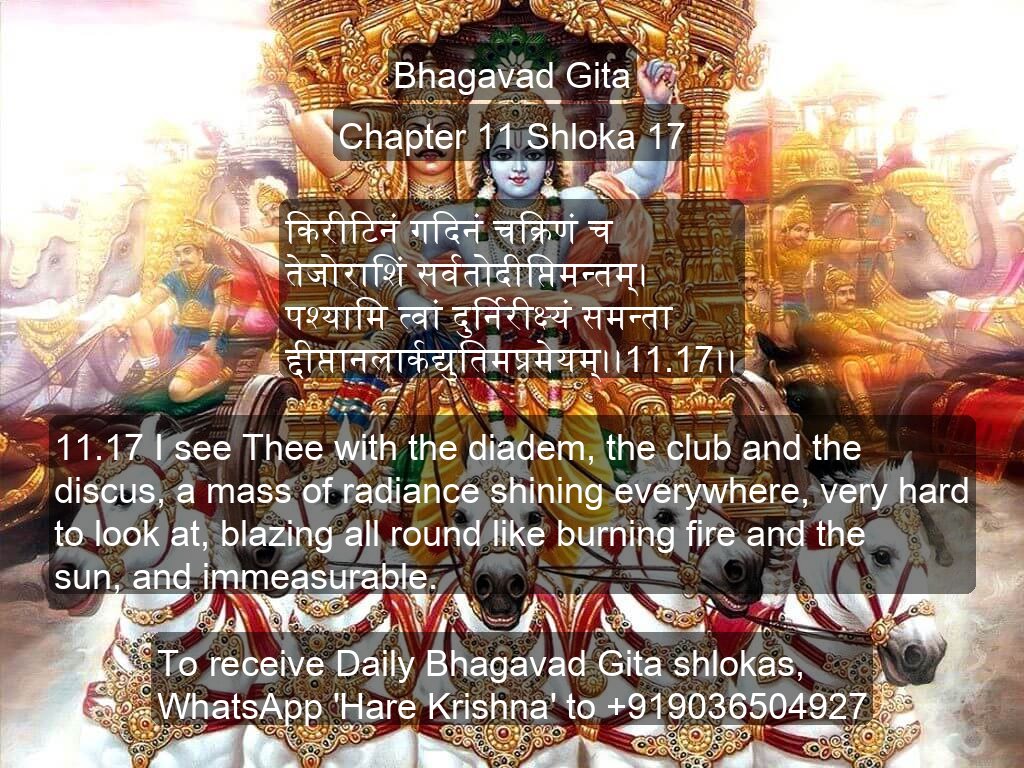 Bhagavad Gita
Chapter 11 Shloka 17
किरीटिनं गदिनं चक्रिणं च
तेजोराशिं सर्वतोदीप्तिमन्तम्।
पश्यामि त्वां दुर्निरीक्ष्यं समन्ता
द्दीप्तानलार्कद्युतिमप्रमेयम्।।11.17।।
11.17 I see Thee with the diadem, the club and the
discus, a mass of radiance shining everywhere, very hard
to look at, blazing all round like burning fire and the
sun, and immeasurable.
To receive Daily Bhagavad Gita shlokas,
WhatsApp 'Hare Krishna' to +919036504927